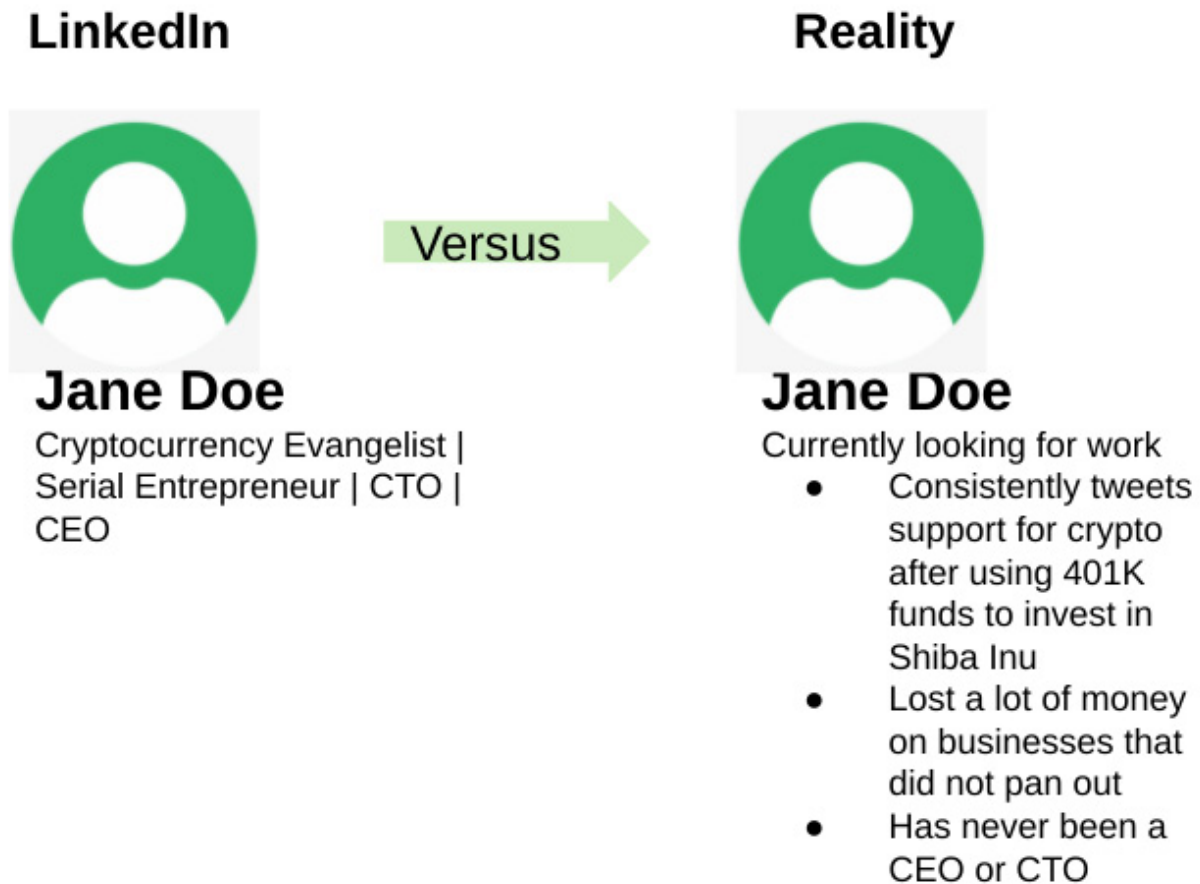 LinkedIn
Reality
Versus
Jane Doe
Cryptocurrency Evangelist |
Serial Entrepreneur | CTO |
CEO
Jane Doe
Currently looking for work
● Consistently tweets
support for crypto
after using 401K
funds to invest in
Shiba Inu
● Lost a lot of money
on businesses that
did not pan out
● Has never been a
CEO or CTO